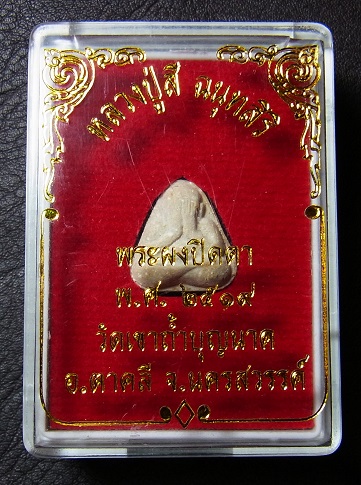 หลวงปู่สี ฉนฺทสิริ
พระผงปิดตา
พ.ศ. ๒๕๑๙
วัดเขาถ้ำบุญนาค
อ.ตาคลี จ.นครสวรรค์